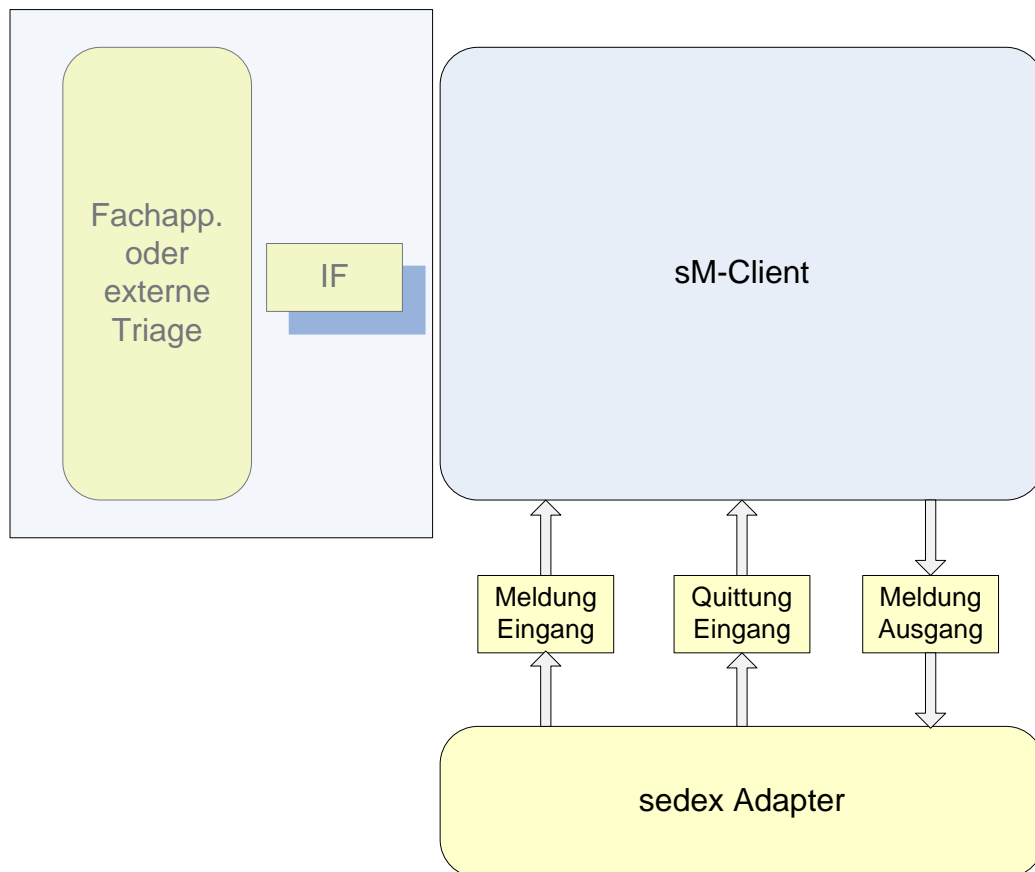 Fachapp.
oder
externe
Triage
IF
sM-Client
Meldung
Eingang
Quittung
Eingang
Meldung
Ausgang
sedex Adapter